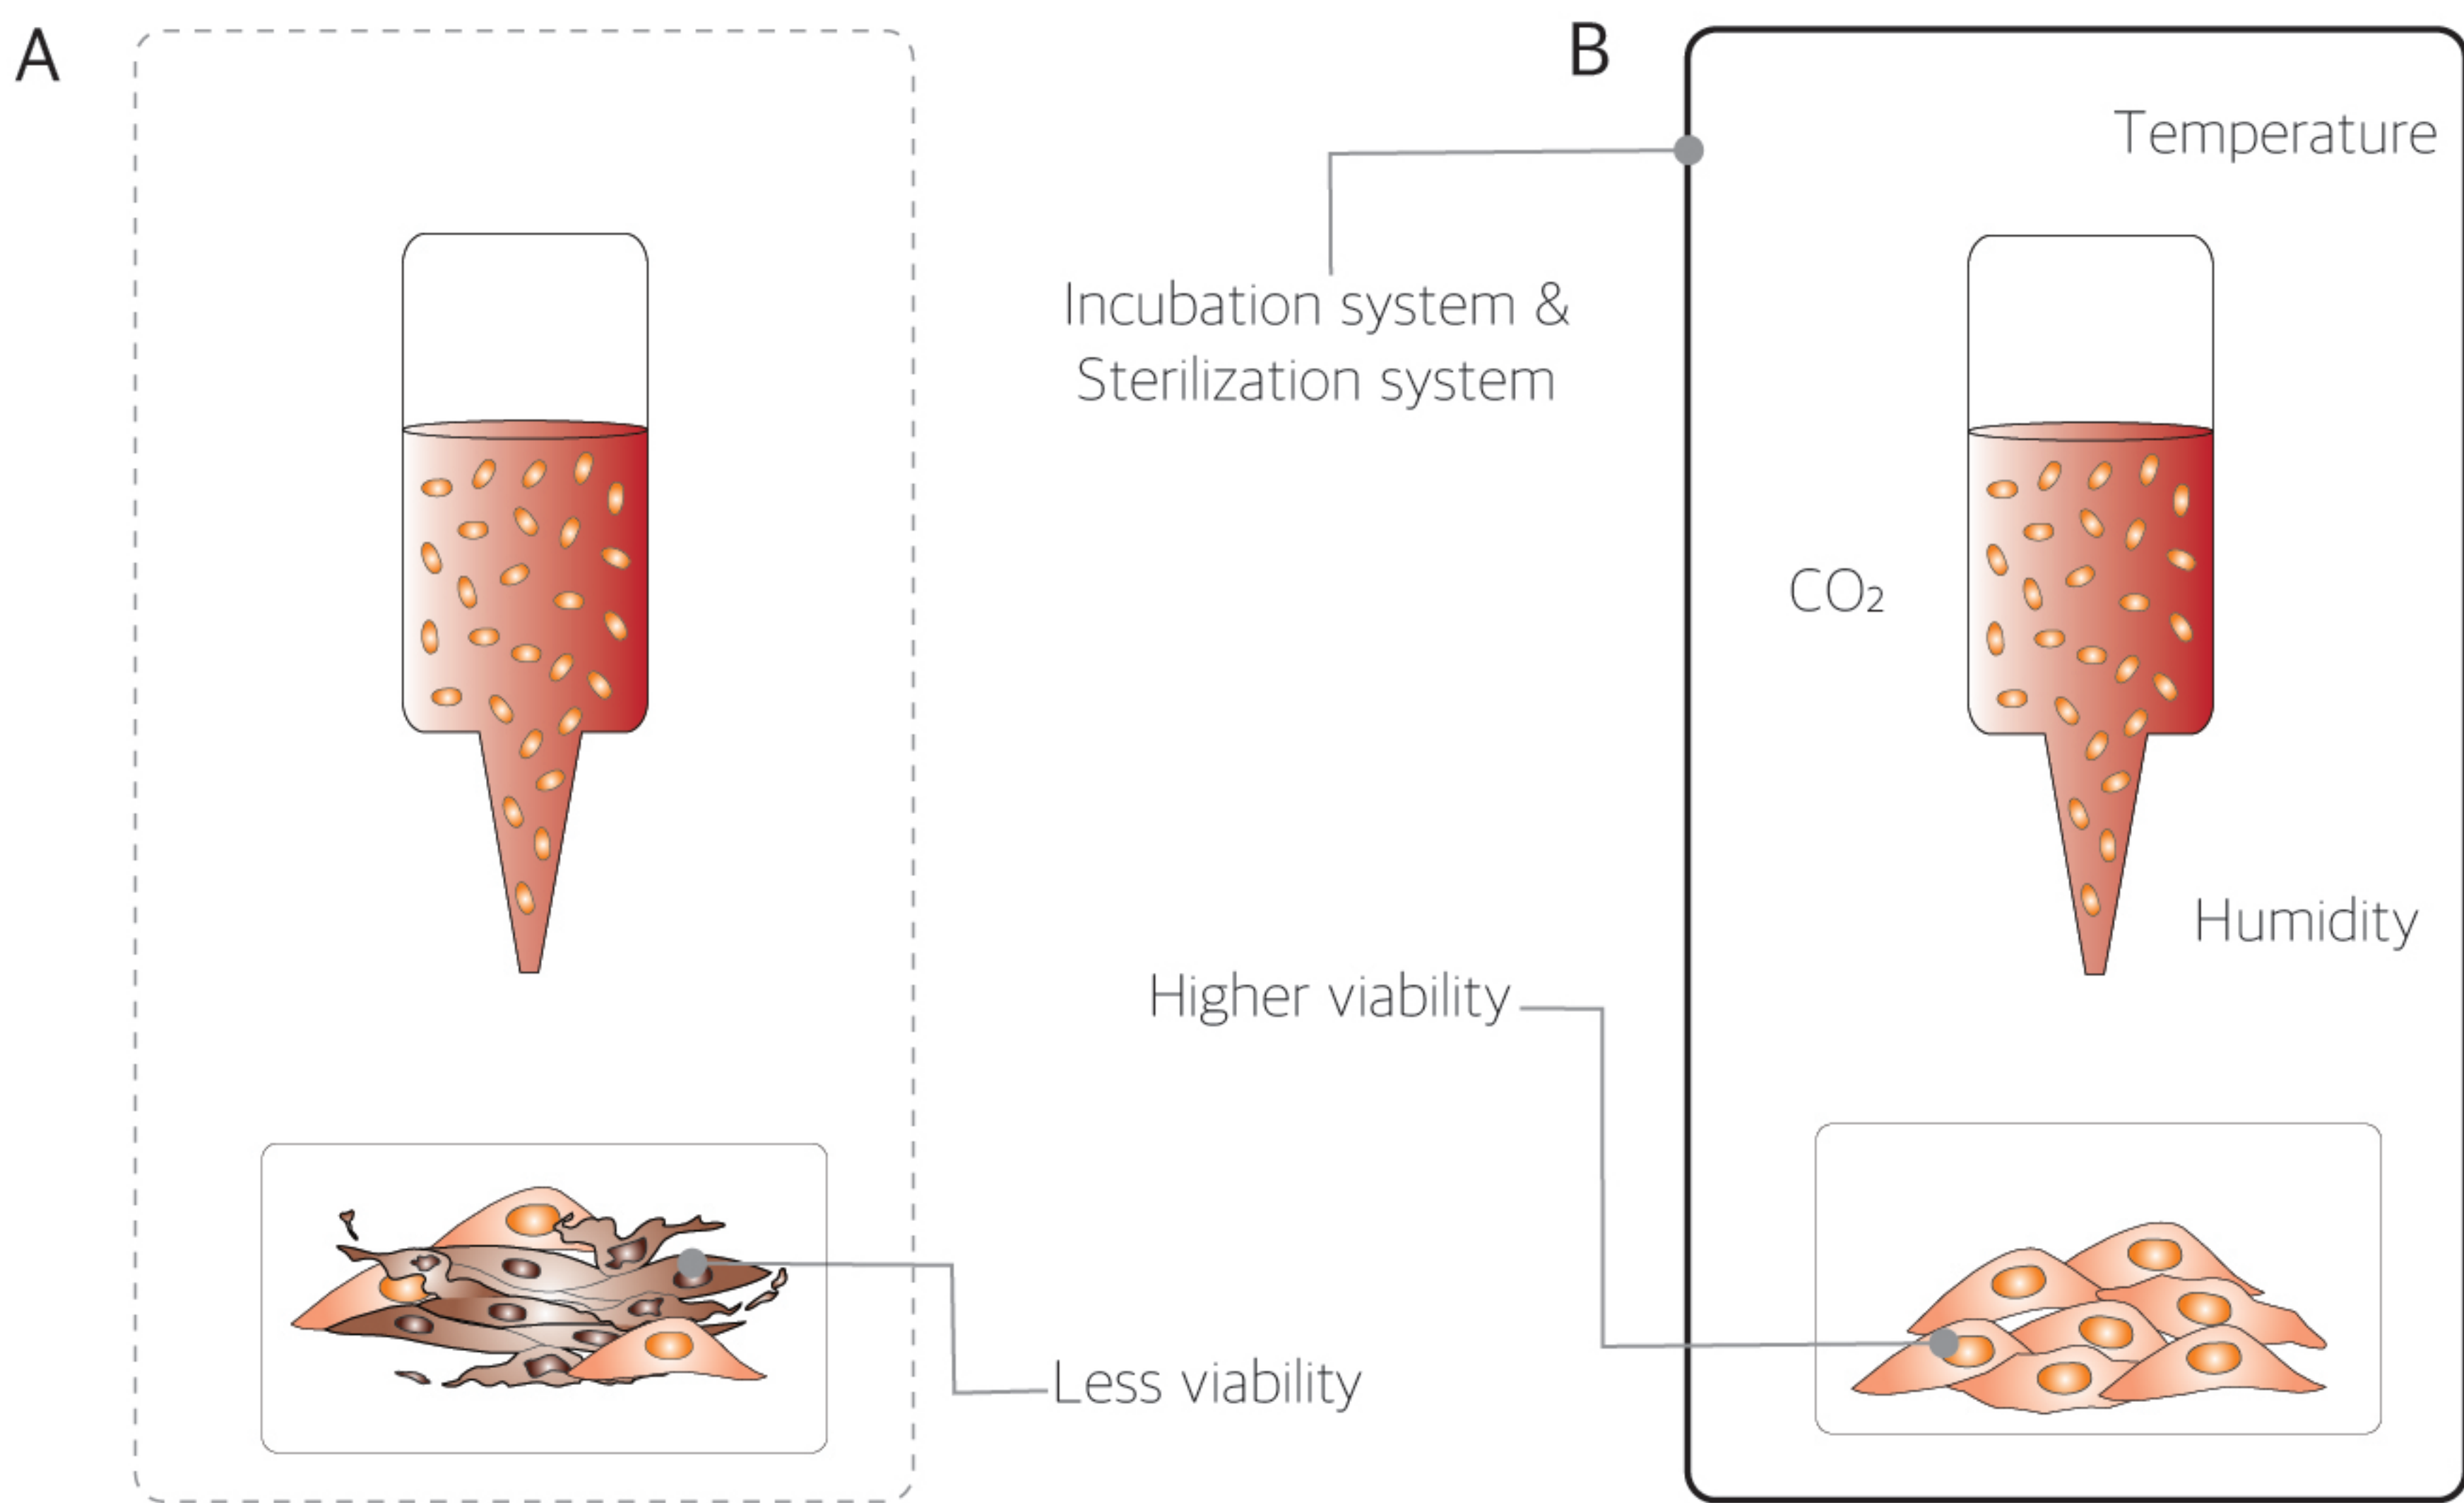 A
B
Temperature
Incubation system &
Sterilization system
CO₂
Humidity
Higher viability
Less viability